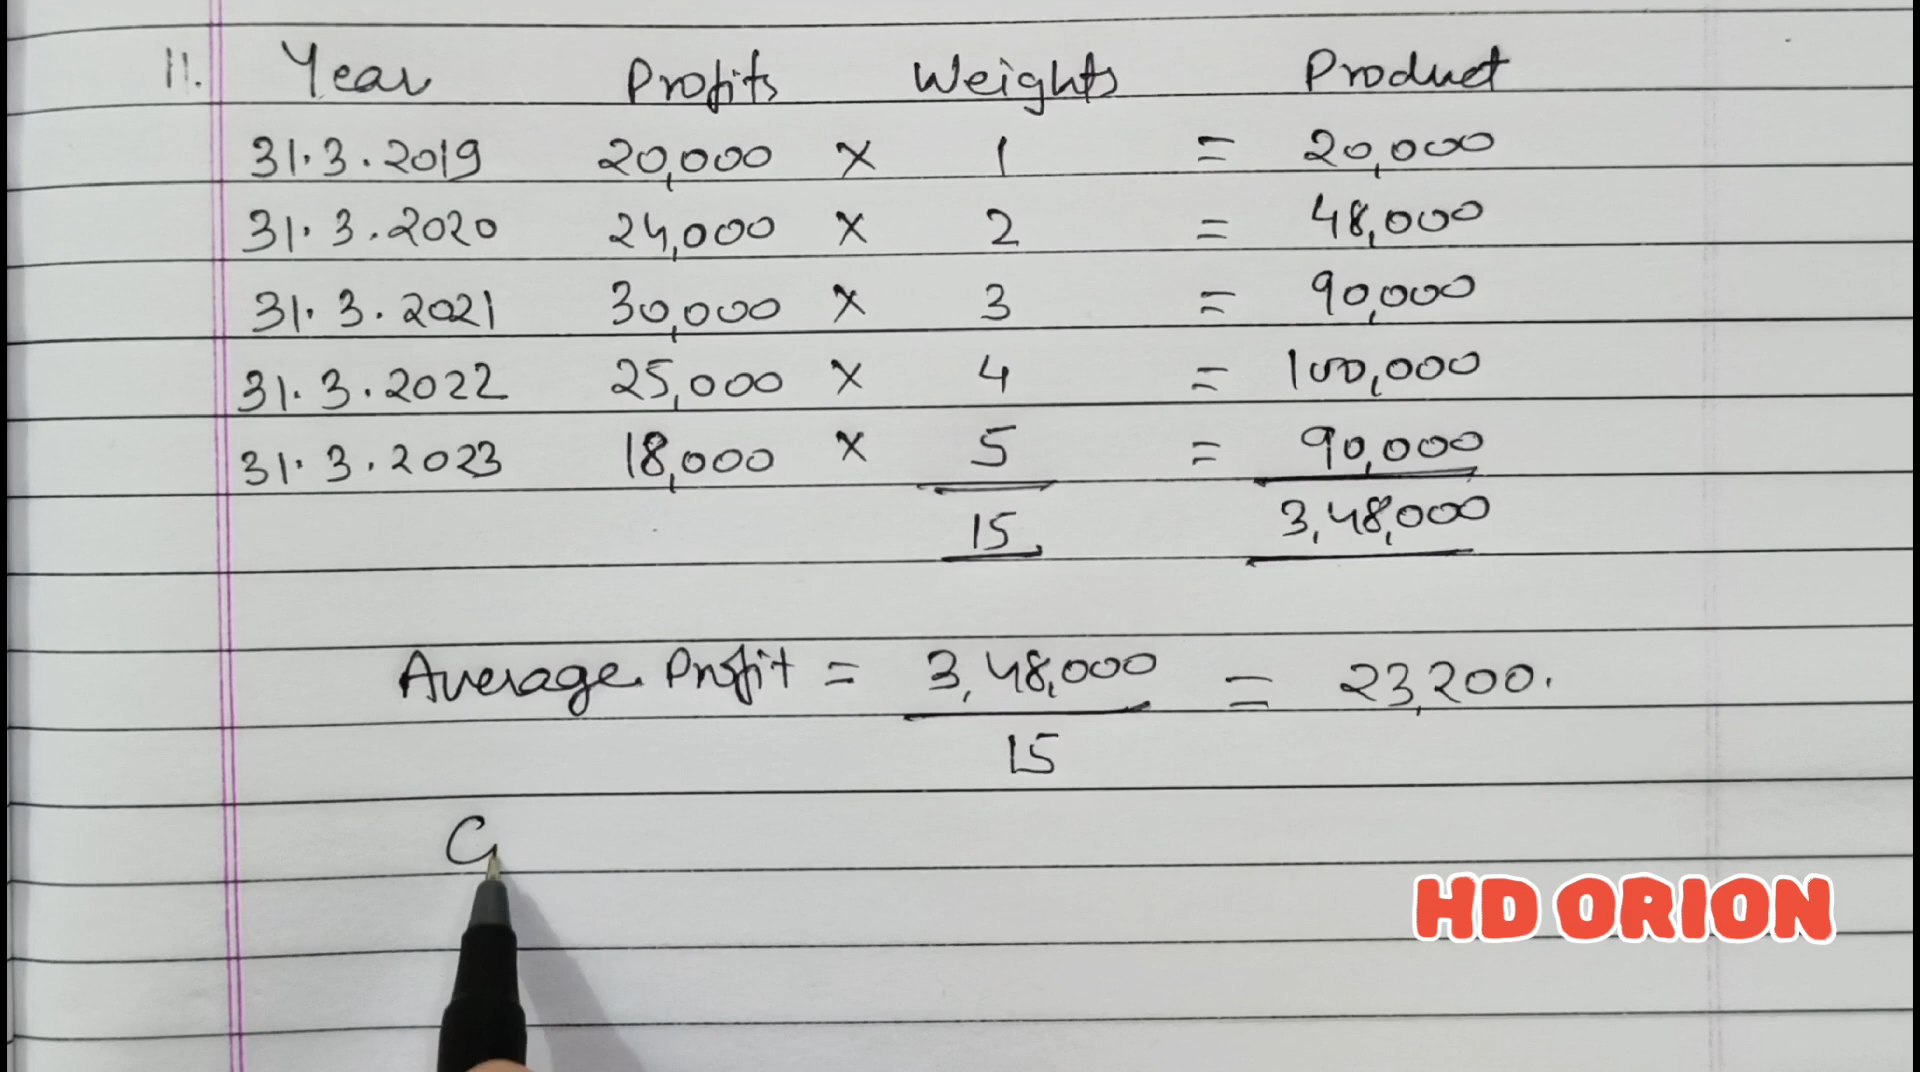 11. Year Profits Weights Product
31.3.2019 20,000 × 1 = 20,000
31.3.2020 24,000 × 2 = 48,000
31.3.2021 30,000 × 3 = 90,000
31.3.2022 25,000 × 4 = 100,000
31.3.2023 18,000 × 5 = 90,000
15 3,48,000
Average Profit = 3,48,000 = 23,200.
15
G
HD ORION